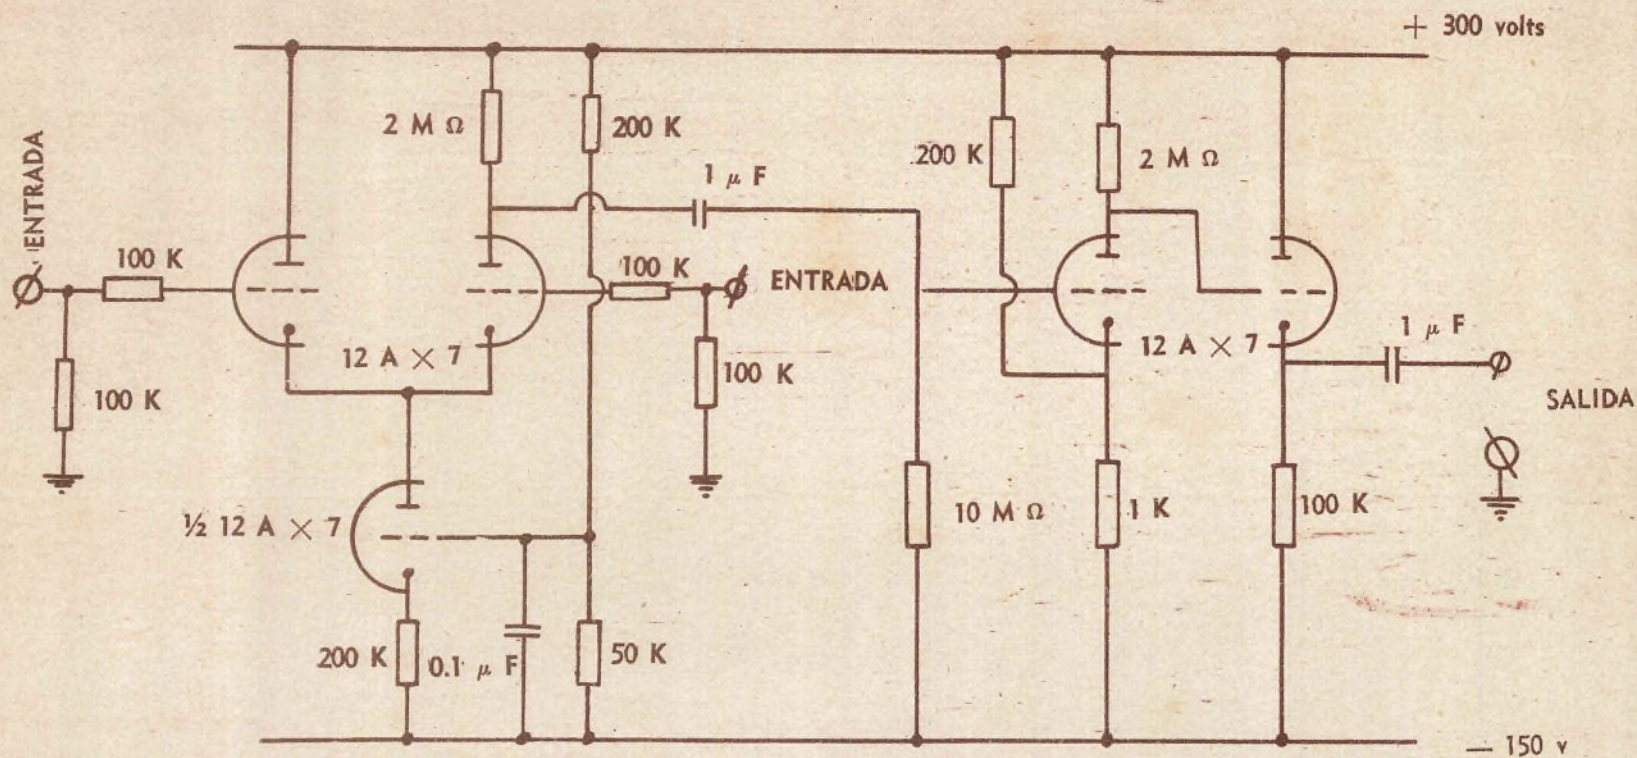 + 300 volts
ENTRADA
2 M Ω
200 K
200 K
2 M Ω
1 μ F
100 K
100 K
ENTRADA
12 A × 7
12 A × 7
1 μ F
100 K
100 K
SALIDA
½ 12 A × 7
10 M Ω
1 K
100 K
200 K
0.1 μ F
50 K
— 150 v